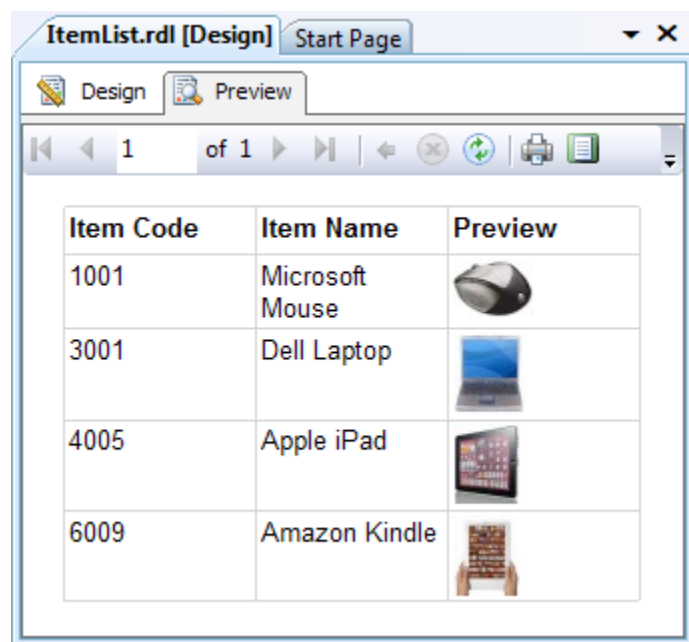 ItemList.rdl [Design] Start Page
Design Preview
1 of 1
Item Code Item Name Preview
1001 Microsoft
Mouse
3001 Dell Laptop
4005 Apple iPad
6009 Amazon Kindle